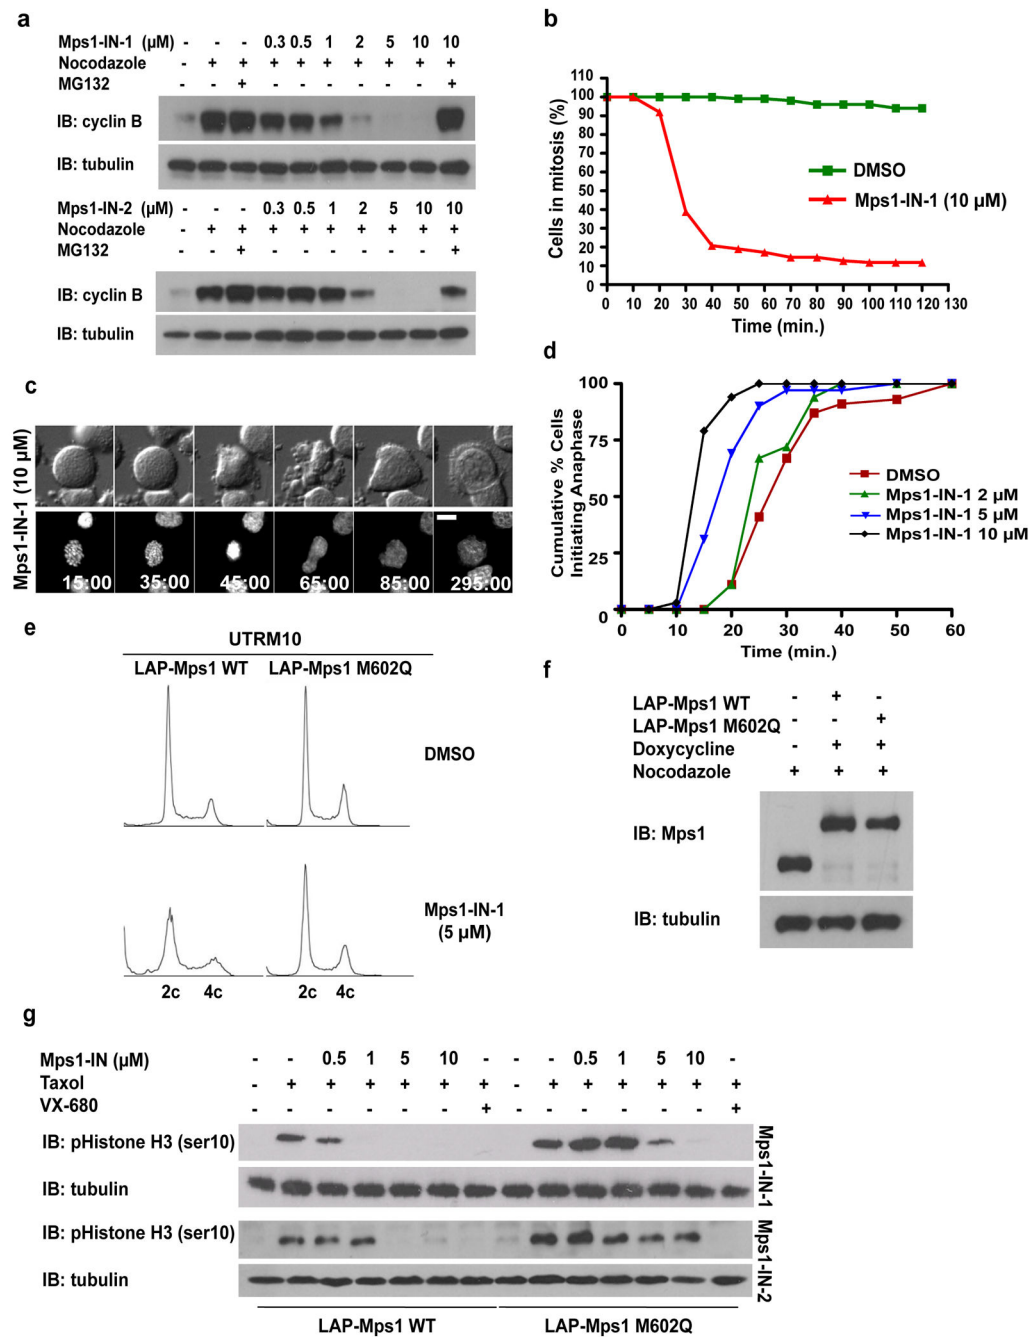 a
Mps1-IN-1 (µM) - - - 0.3 0.5 1 2 5 10 10
Nocodazole - + + + + + + + + +
MG132 - - + - - - - - - +
IB: cyclin B
IB: tubulin
Mps1-IN-2 (µM) - - - 0.3 0.5 1 2 5 10 10
Nocodazole - + + + + + + + + +
MG132 - - + - - - - - - +
IB: cyclin B
IB: tubulin
b
Cells in mitosis (%)
110
100
90
80
70
60
50
40
30
20
10
0
DMSO
Mps1-IN-1 (10 µM)
0 10 20 30 40 50 60 70 80 90 100 110 120 130
Time (min.)
c
Mps1-IN-1 (10 µM)
15:00 35:00 45:00 65:00 85:00 295:00
d
Cumulative % Cells
Initiating Anaphase
100
75
50
25
0
DMSO
Mps1-IN-1 2 µM
Mps1-IN-1 5 µM
Mps1-IN-1 10 µM
0 10 20 30 40 50 60
Time (min.)
e
UTRM10
LAP-Mps1 WT LAP-Mps1 M602Q
DMSO
Mps1-IN-1
(5 µM)
2c 4c 2c 4c
f
LAP-Mps1 WT - + -
LAP-Mps1 M602Q - - +
Doxycycline - + +
Nocodazole + + +
IB: Mps1
IB: tubulin
g
Mps1-IN (µM) - - 0.5 1 5 10 - - - 0.5 1 5 10 -
Taxol - + + + + + + - + + + + + +
VX-680 - - - - - - + - - - - - - +
IB: pHistone H3 (ser10)
IB: tubulin
Mps1-IN-1
IB: pHistone H3 (ser10)
IB: tubulin
Mps1-IN-2
LAP-Mps1 WT LAP-Mps1 M602Q